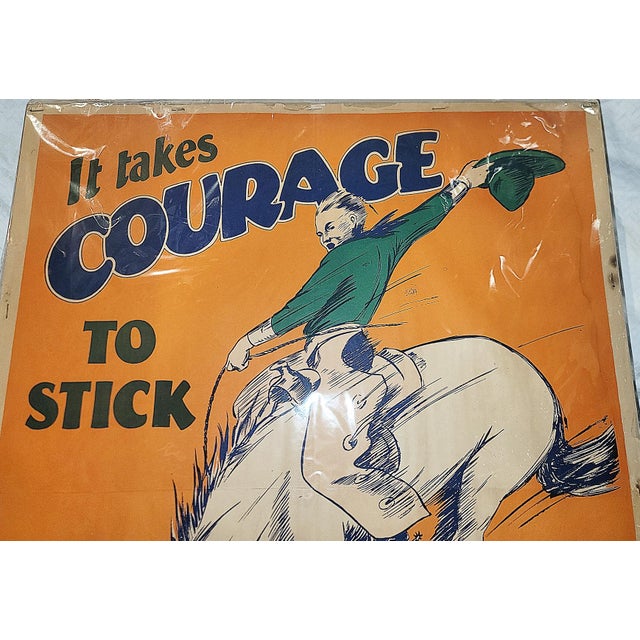 It takes
COURAGE
TO
STICK